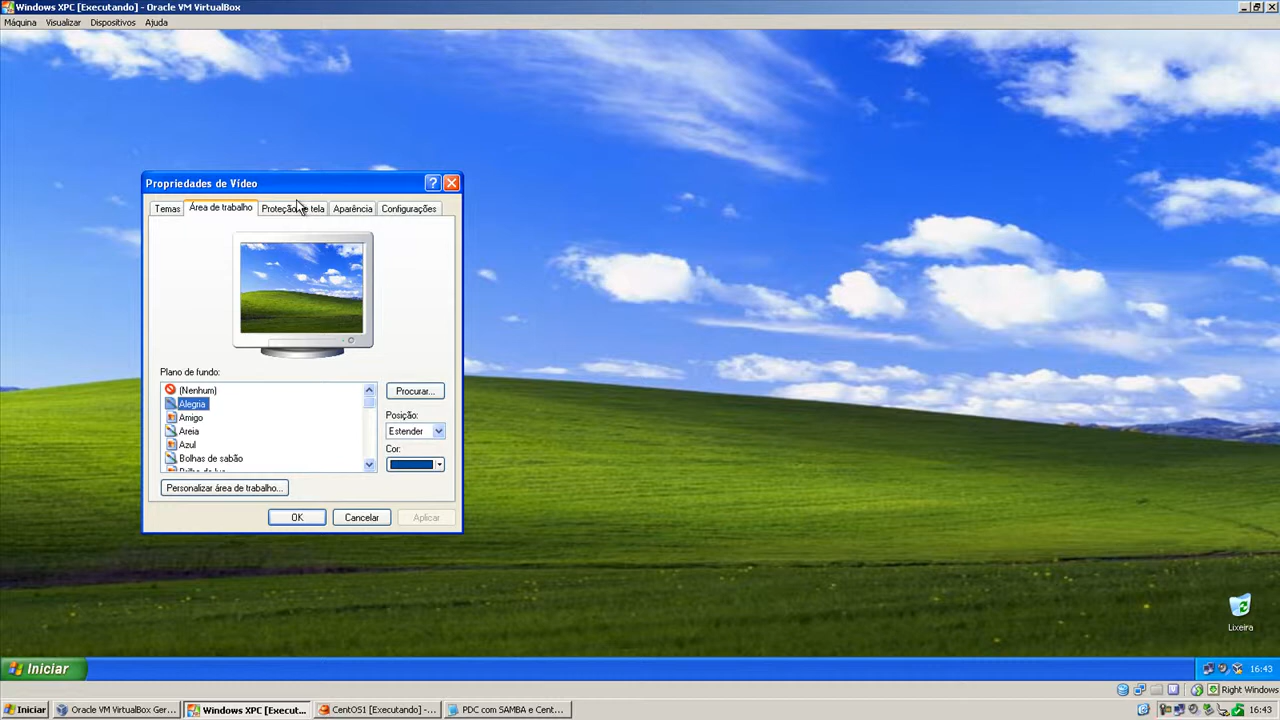 Windows XPC [Executando] - Oracle VM VirtualBox
Máquina Visualizar Dispositivos Ajuda
Propriedades de Vídeo
Temas Área de trabalho Proteção de tela Aparência Configurações
Plano de fundo:
(Nenhum)
Alegria
Amigo
Areia
Azul
Bolhas de sabão
Procurar...
Posição:
Estender
Cor:
Personalizar área de trabalho...
OK Cancelar Aplicar
Lixeira
Iniciar 16:43
Right Windows
Iniciar Oracle VM VirtualBox Ger... Windows XPC [Execut... CentOS1 [Executando] -... PDC com SAMBA e Cent... 16:43